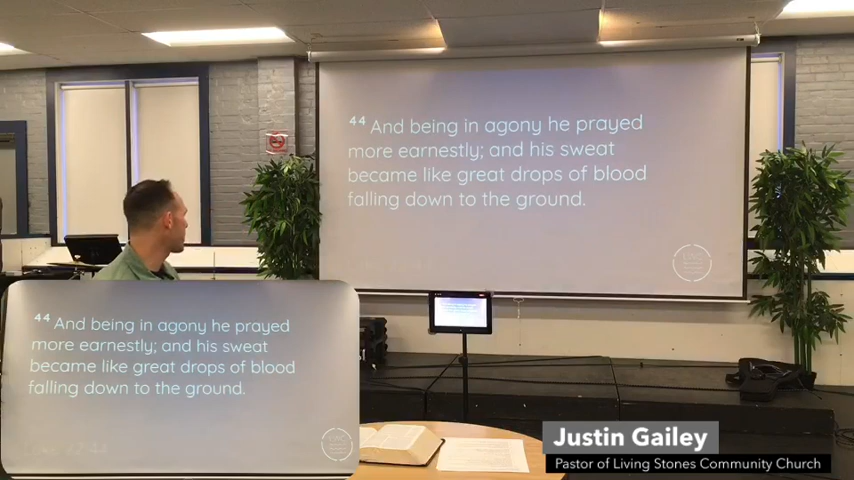 44 And being in agony he prayed
more earnestly; and his sweat
became like great drops of blood
falling down to the ground.
44 And being in agony he prayed
more earnestly; and his sweat
became like great drops of blood
falling down to the ground.
Justin Gailey
Pastor of Living Stones Community Church